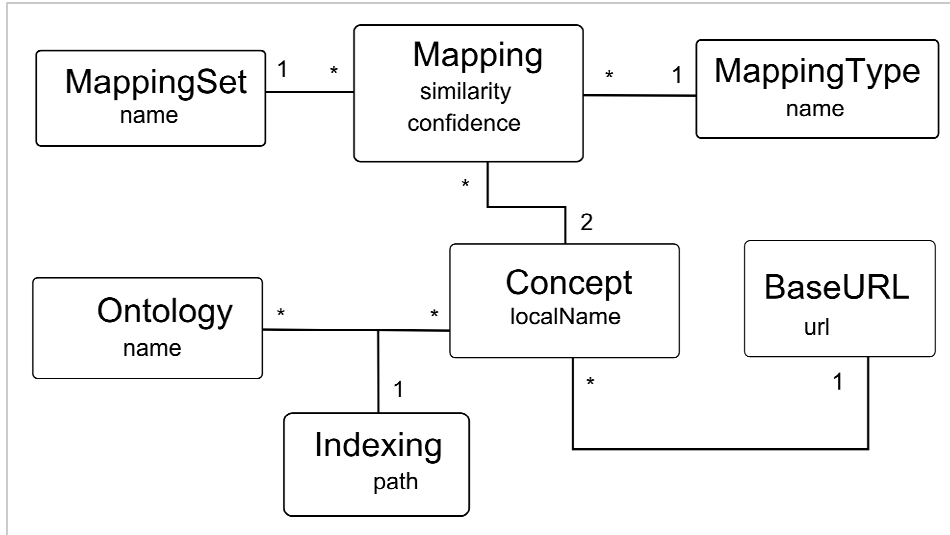 MappingSet
name
1
*
Mapping
similarity
confidence
*
1
MappingType
name
*
2
Ontology
name
*
*
Concept
localName
BaseURL
url
1
*
1
Indexing
path